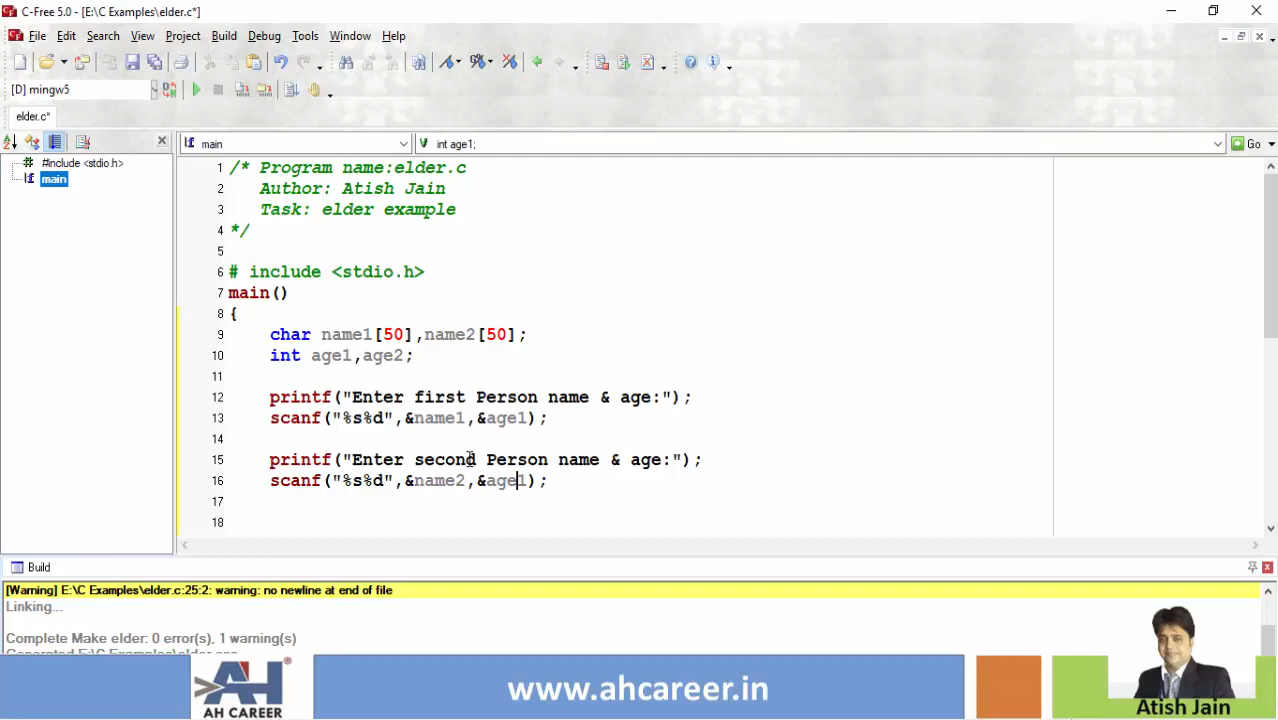 C-Free 5.0 - [E:\C Examples\elder.c*]
File Edit Search View Project Build Debug Tools Window Help
[D] mingw5
elder.c*
main int age1; Go
#include <stdio.h>
main
1 /* Program name:elder.c
2 Author: Atish Jain
3 Task: elder example
4 */
5
6 # include <stdio.h>
7 main()
8 {
9 char name1[50],name2[50];
10 int age1,age2;
11
12 printf("Enter first Person name & age:");
13 scanf("%s%d",&name1,&age1);
14
15 printf("Enter second Person name & age:");
16 scanf("%s%d",&name2,&age1);
17
18
Build
[Warning] E:\C Examples\elder.c:25:2: warning: no newline at end of file
Linking...
Complete Make elder: 0 error(s), 1 warning(s)
Generated E:\C Examples\elder.exe
AH
AH CAREER
www.ahcareer.in
Atish Jain